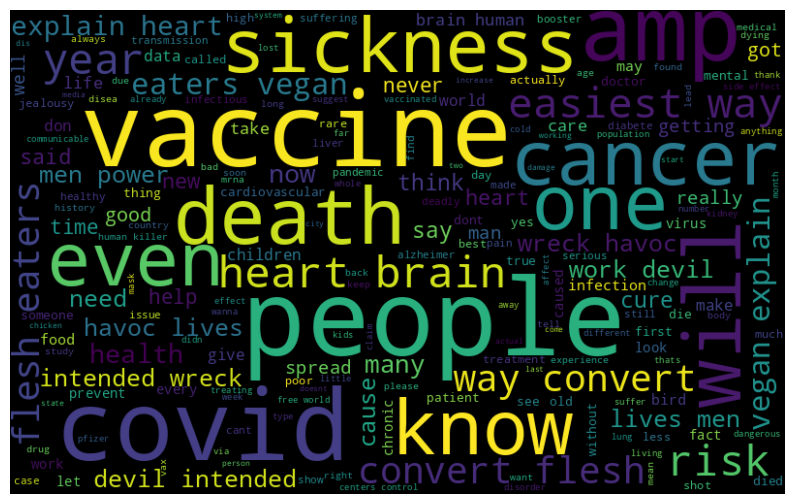 explain heart
high
system
suffering
brain human
booster
medical
dying
sickness
amp
dis
always
lost
transmission
well
year
data
called
due
may
got
doctor
mental
thank
side effect
media
disea
already
life
eaters vegan
never
actually
age
found
increase
suggest
vaccinated
lead
jealousy
infectious
long
world
easiest way
communicable
don
vaccine
take
rare
far
cold
working
population
anything
said
new
now
liver
find
care
diabete
getting
two
damage
start
month
men power
bad
soon
pandemic
day
think
heart
really
cancer
healthy
thing
mrna
whole
cardiovascular
made
deadly
dont
yes
virus
history
country
good
time
human killer
city
death
say
best
man
one
number
kidney
children
alzheimer
pain
true
serious
wreck havoc
even
heart brain
back
keep
affect
change
work devil
mask
effect
infection
need
help
caused
cure
make
someone
issue
people
away
tell
still
die
body
vegan explain
will
havoc lives
didn
kids
wanna
claim
come
different
first
much
chicken
food
study
give
treatment
experience
look
actual
flesh eaters
health
spread
many
thats
bird
intended wreck
poor
little
please
last
way convert
lives men
prevent
every
treating
doesnt
cause
patient
see old
suffer
dangerous
state
week
cant
free world
type
chronic
without
less
fact
pfizer
covid
know
lung
living
mean
risk
drug
via
work
vax
person
convert flesh
disorder
shot
case
let
devil intended
show
right
centers control
want
died